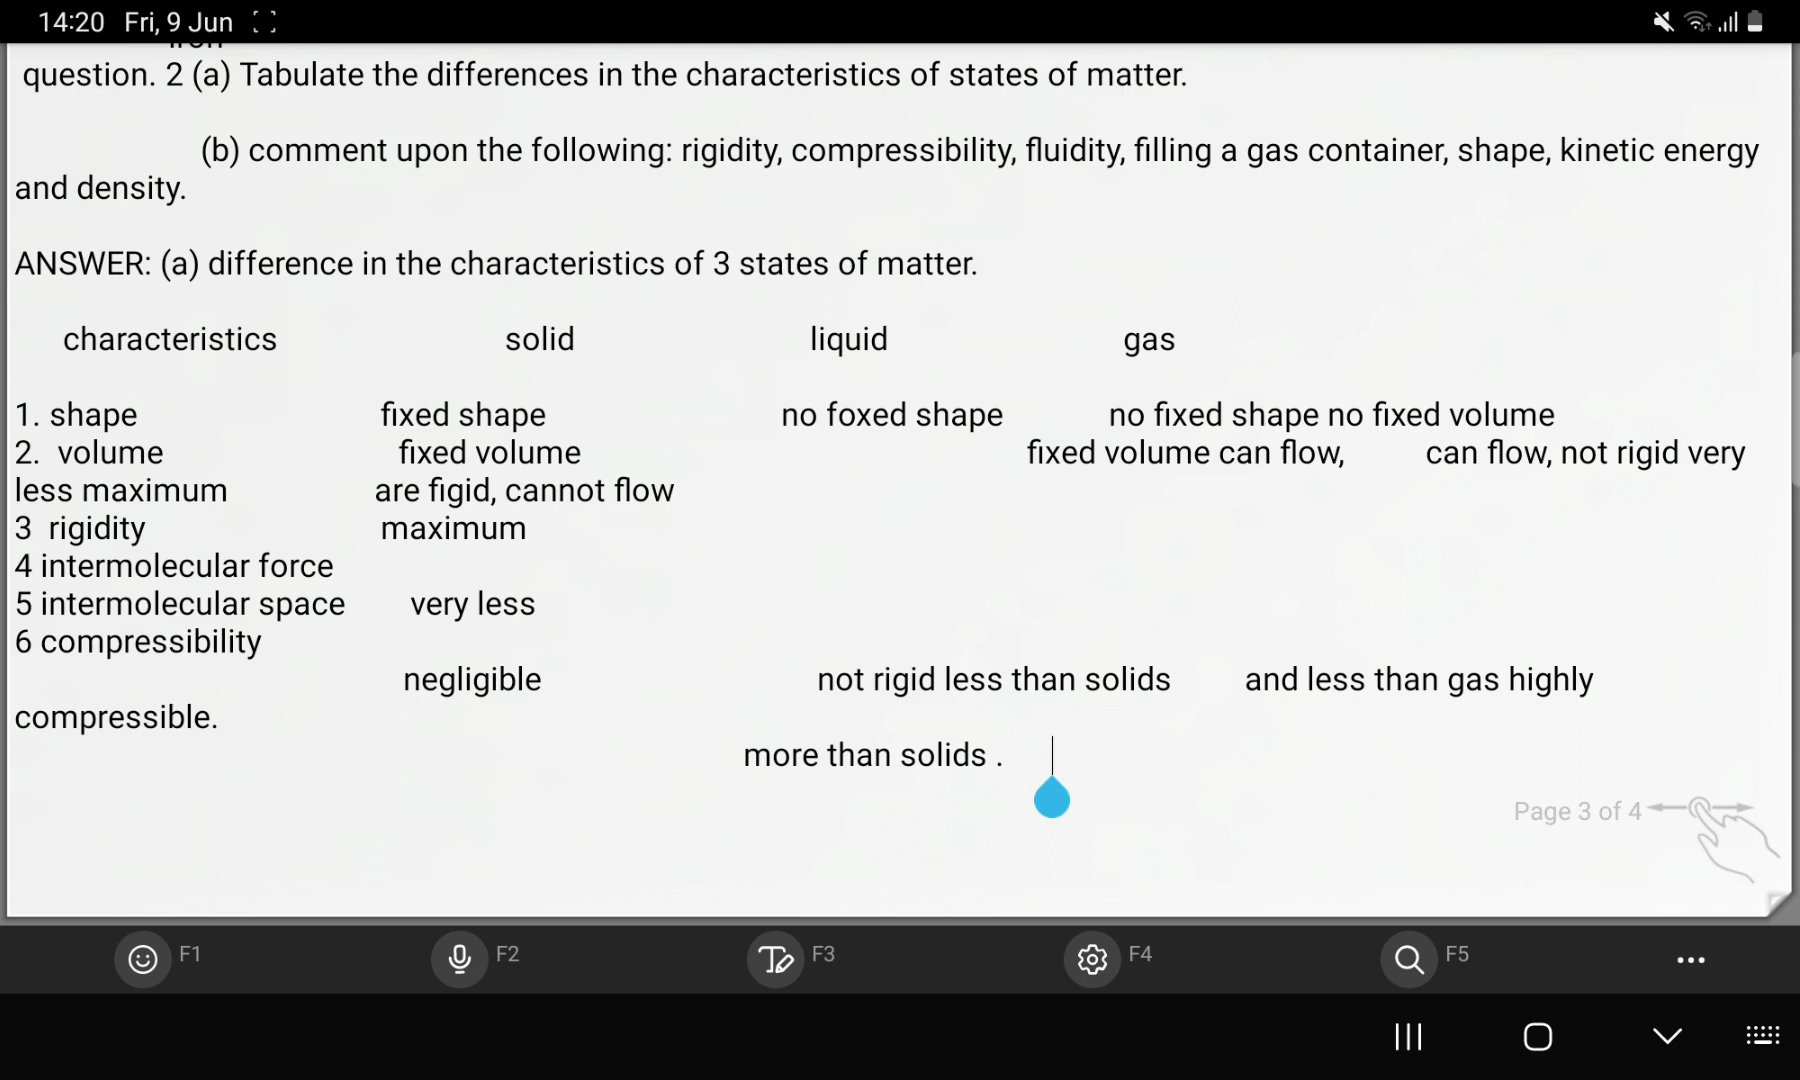 14:20 Fri, 9 Jun
iron
question. 2 (a) Tabulate the differences in the characteristics of states of matter.
(b) comment upon the following: rigidity, compressibility, fluidity, filling a gas container, shape, kinetic energy
and density.
ANSWER: (a) difference in the characteristics of 3 states of matter.
characteristics solid liquid gas
1. shape fixed shape no foxed shape no fixed shape no fixed volume
2. volume fixed volume fixed volume can flow, can flow, not rigid very
less maximum are figid, cannot flow
3 rigidity maximum
4 intermolecular force
5 intermolecular space very less
6 compressibility
negligible not rigid less than solids and less than gas highly
compressible.
more than solids .
Page 3 of 4
F1 F2 F3 F4 F5